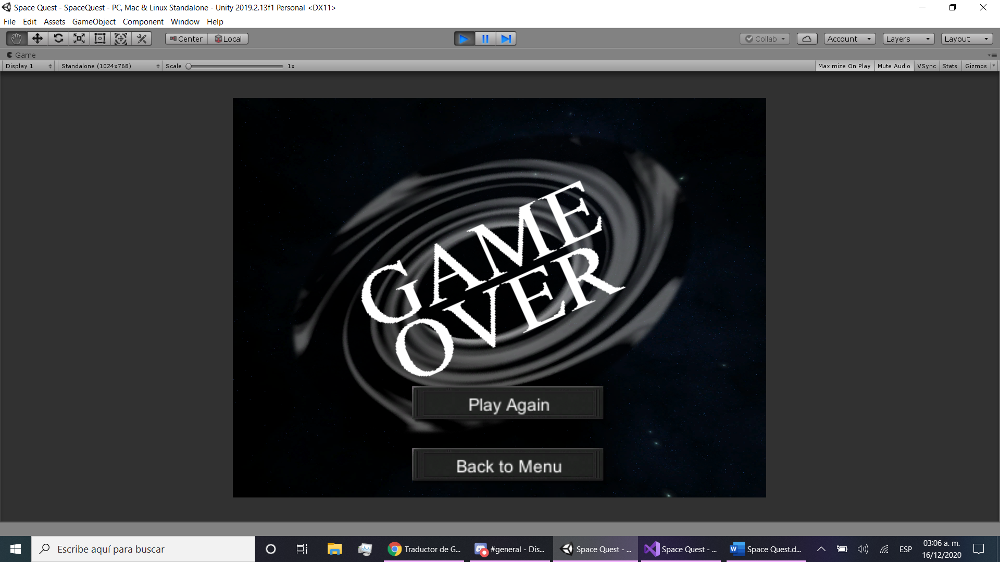 Space Quest - SpaceQuest - PC, Mac & Linux Standalone - Unity 2019.2.13f1 Personal <DX11>
File Edit Assets GameObject Component Window Help
Center Local Collab Account Layers Layout
Game
Display 1 Standalone (1024x768) Scale 1x Maximize On Play Mute Audio VSync Stats Gizmos
GAME
OVER
Play Again
Back to Menu
Escribe aquí para buscar
Traductor de G...
#general - Dis...
Space Quest - ...
Space Quest - ...
Space Quest.d...
ESP
03:06 a. m.
16/12/2020